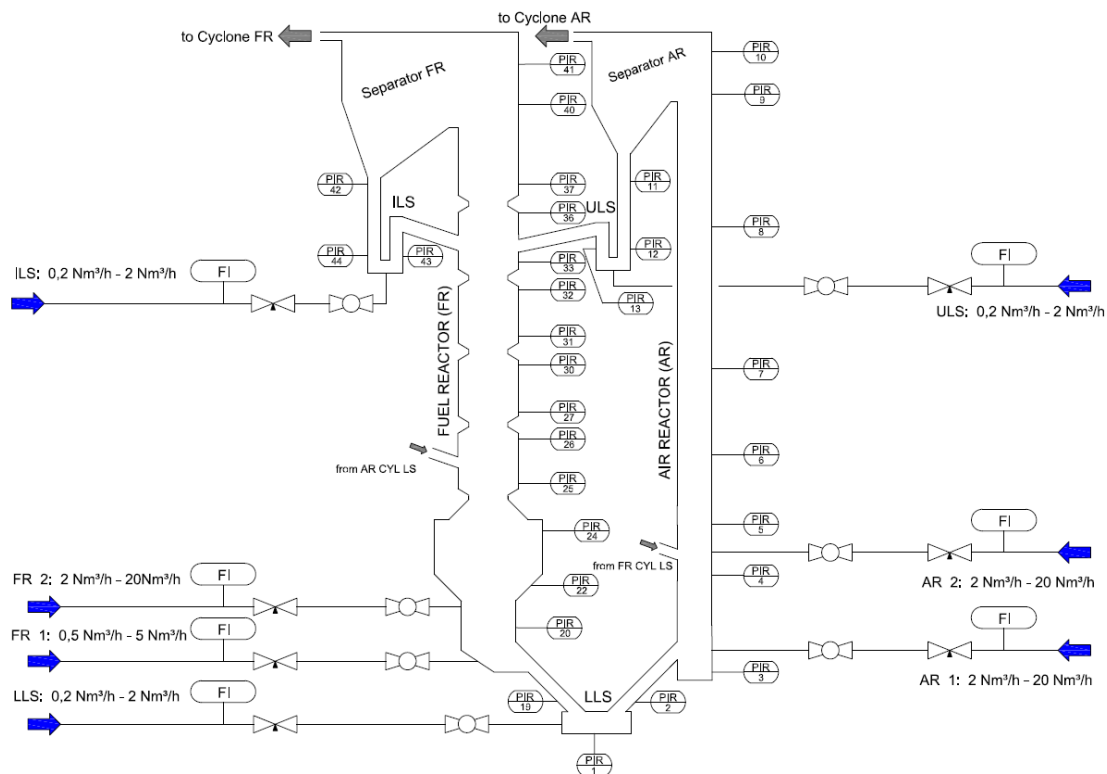 to Cyclone AR
to Cyclone FR
PIR
10
PIR
41
Separator FR
Separator AR
PIR
9
PIR
40
PIR
42
PIR
37
PIR
11
ILS
PIR
36
ULS
PIR
8
PIR
44
PIR
43
PIR
12
PIR
33
ILS: 0,2 Nm³/h - 2 Nm³/h
FI
FI
PIR
32
PIR
13
ULS: 0,2 Nm³/h - 2 Nm³/h
PIR
31
FUEL REACTOR (FR)
PIR
30
PIR
7
AIR REACTOR (AR)
PIR
27
PIR
26
PIR
6
from AR CYL LS
PIR
25
PIR
24
PIR
5
FI
from FR CYL LS
PIR
4
FR 2: 2 Nm³/h - 20Nm³/h
FI
PIR
22
AR 2: 2 Nm³/h - 20 Nm³/h
FR 1: 0,5 Nm³/h - 5 Nm³/h
FI
PIR
20
FI
PIR
3
AR 1: 2 Nm³/h - 20 Nm³/h
LLS: 0,2 Nm³/h - 2 Nm³/h
FI
PIR
19
LLS
PIR
2
PIR
1